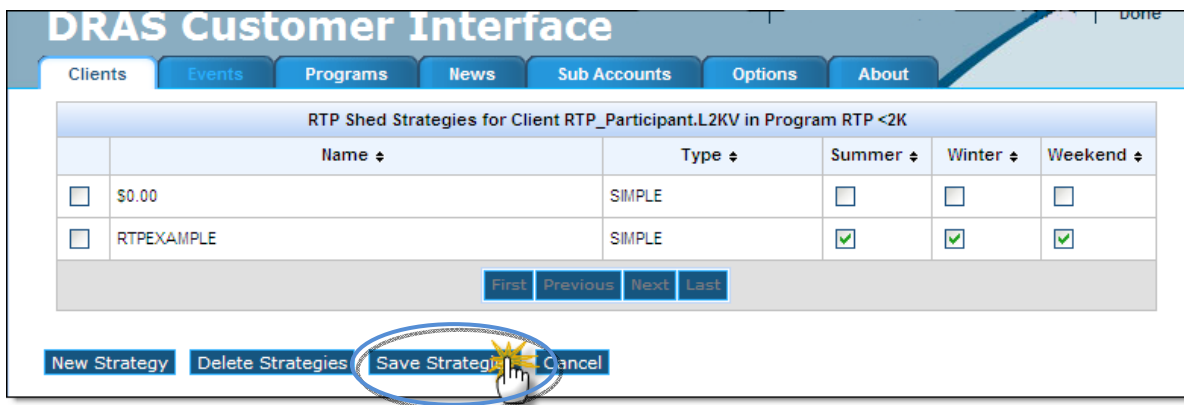 Done
DRAS Customer Interface
Clients Events Programs News Sub Accounts Options About
RTP Shed Strategies for Client RTP_Participant.L2KV in Program RTP <2K
Name Type Summer Winter Weekend
$0.00 SIMPLE
RTPEXAMPLE SIMPLE
First Previous Next Last
New Strategy Delete Strategies Save Cancel